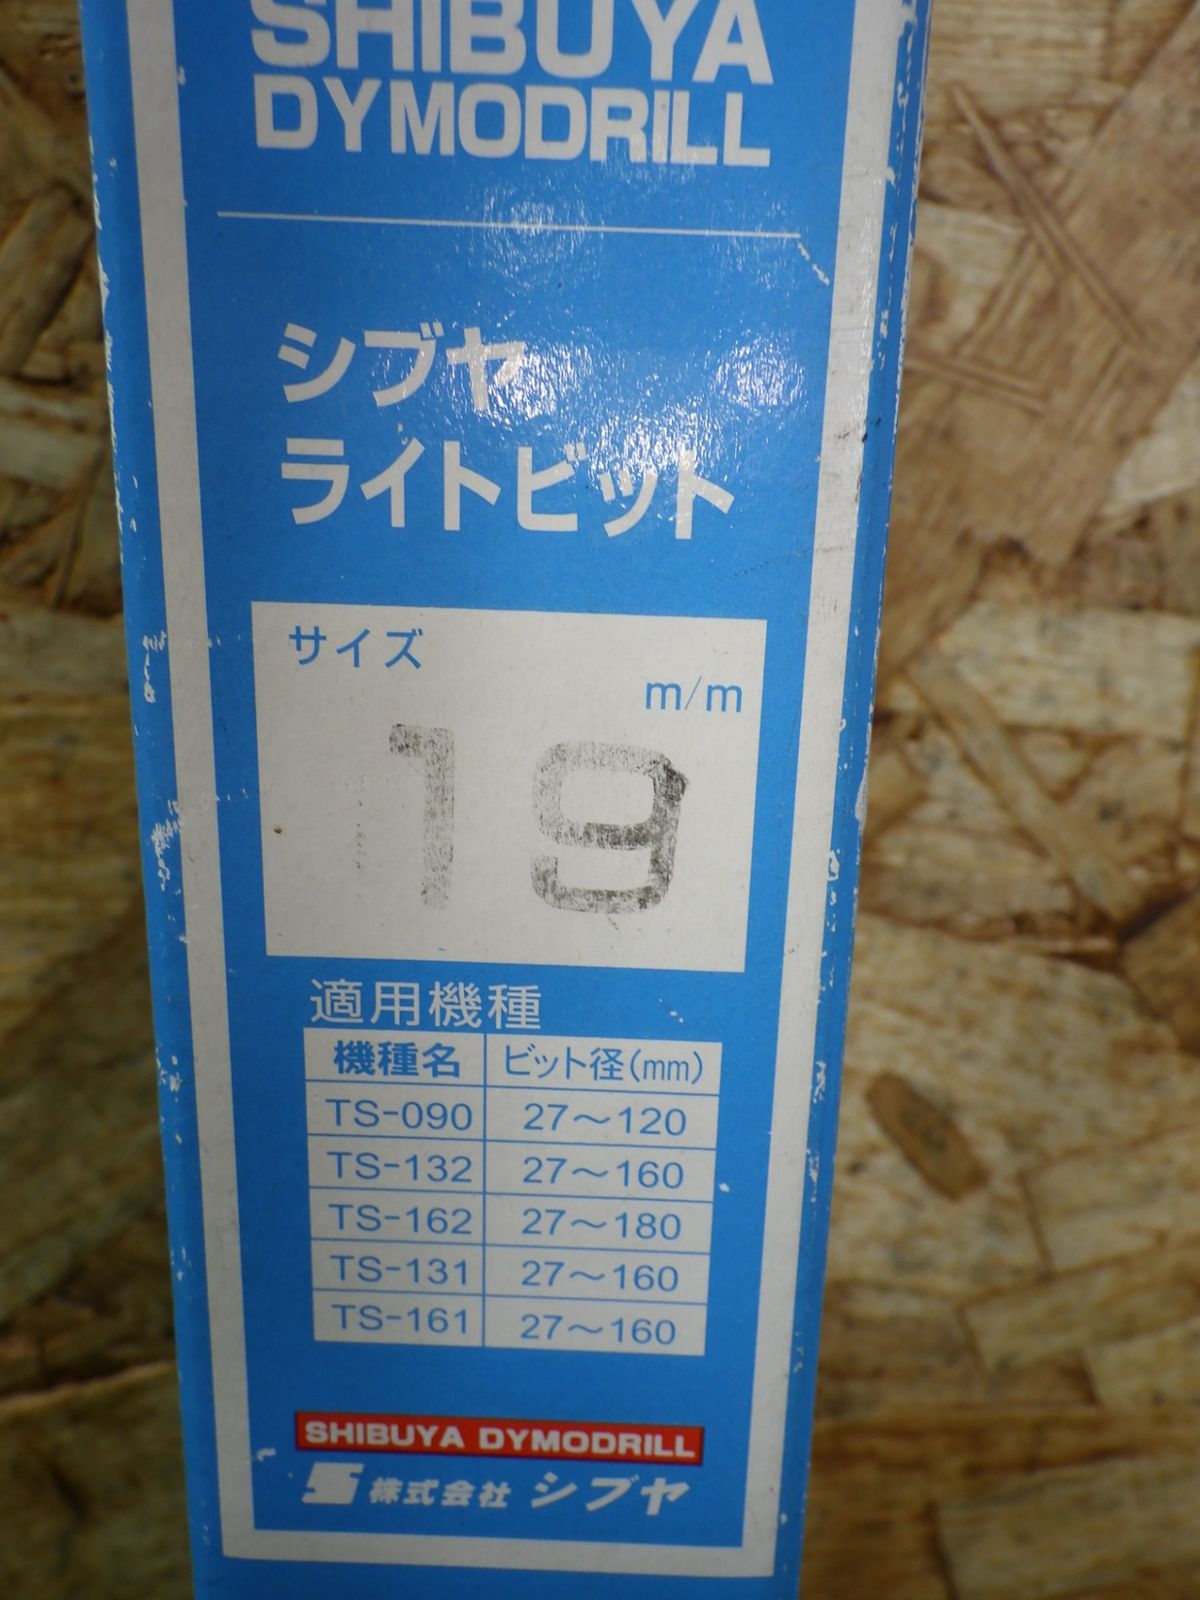 SHIBUYA
DYMODRILL
シブヤ
ライトビット
サイズ
m/m
19
適用機種
機種名 ビット径(mm)
TS-090 27～120
TS-132 27～160
TS-162 27～180
TS-131 27～160
TS-161 27～160
SHIBUYA DYMODRILL
株式会社 シブヤ